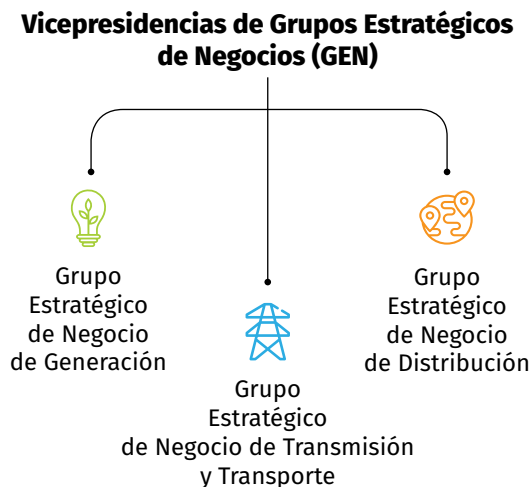 Vicepresidencias de Grupos Estratégicos
de Negocios (GEN)
Grupo
Estratégico
de Negocio
de Generación
Grupo
Estratégico
de Negocio de Transmisión
y Transporte
Grupo
Estratégico
de Negocio
de Distribución